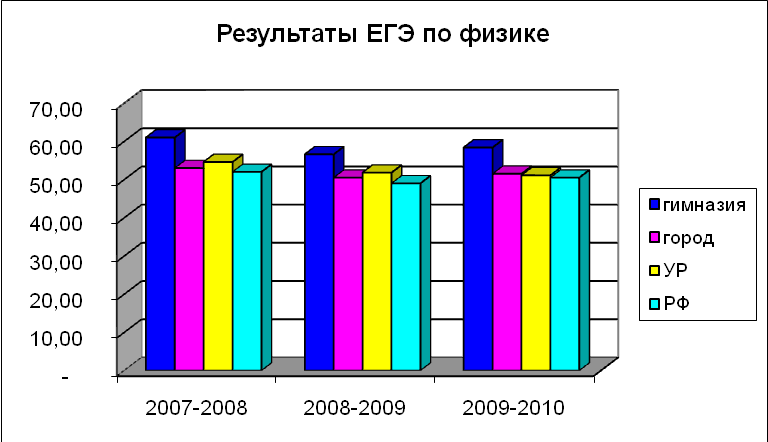 Результаты ЕГЭ по физике
70,00
60,00
50,00
40,00
30,00
20,00
10,00
-
2007-2008 2008-2009 2009-2010
гимназия
город
УР
РФ